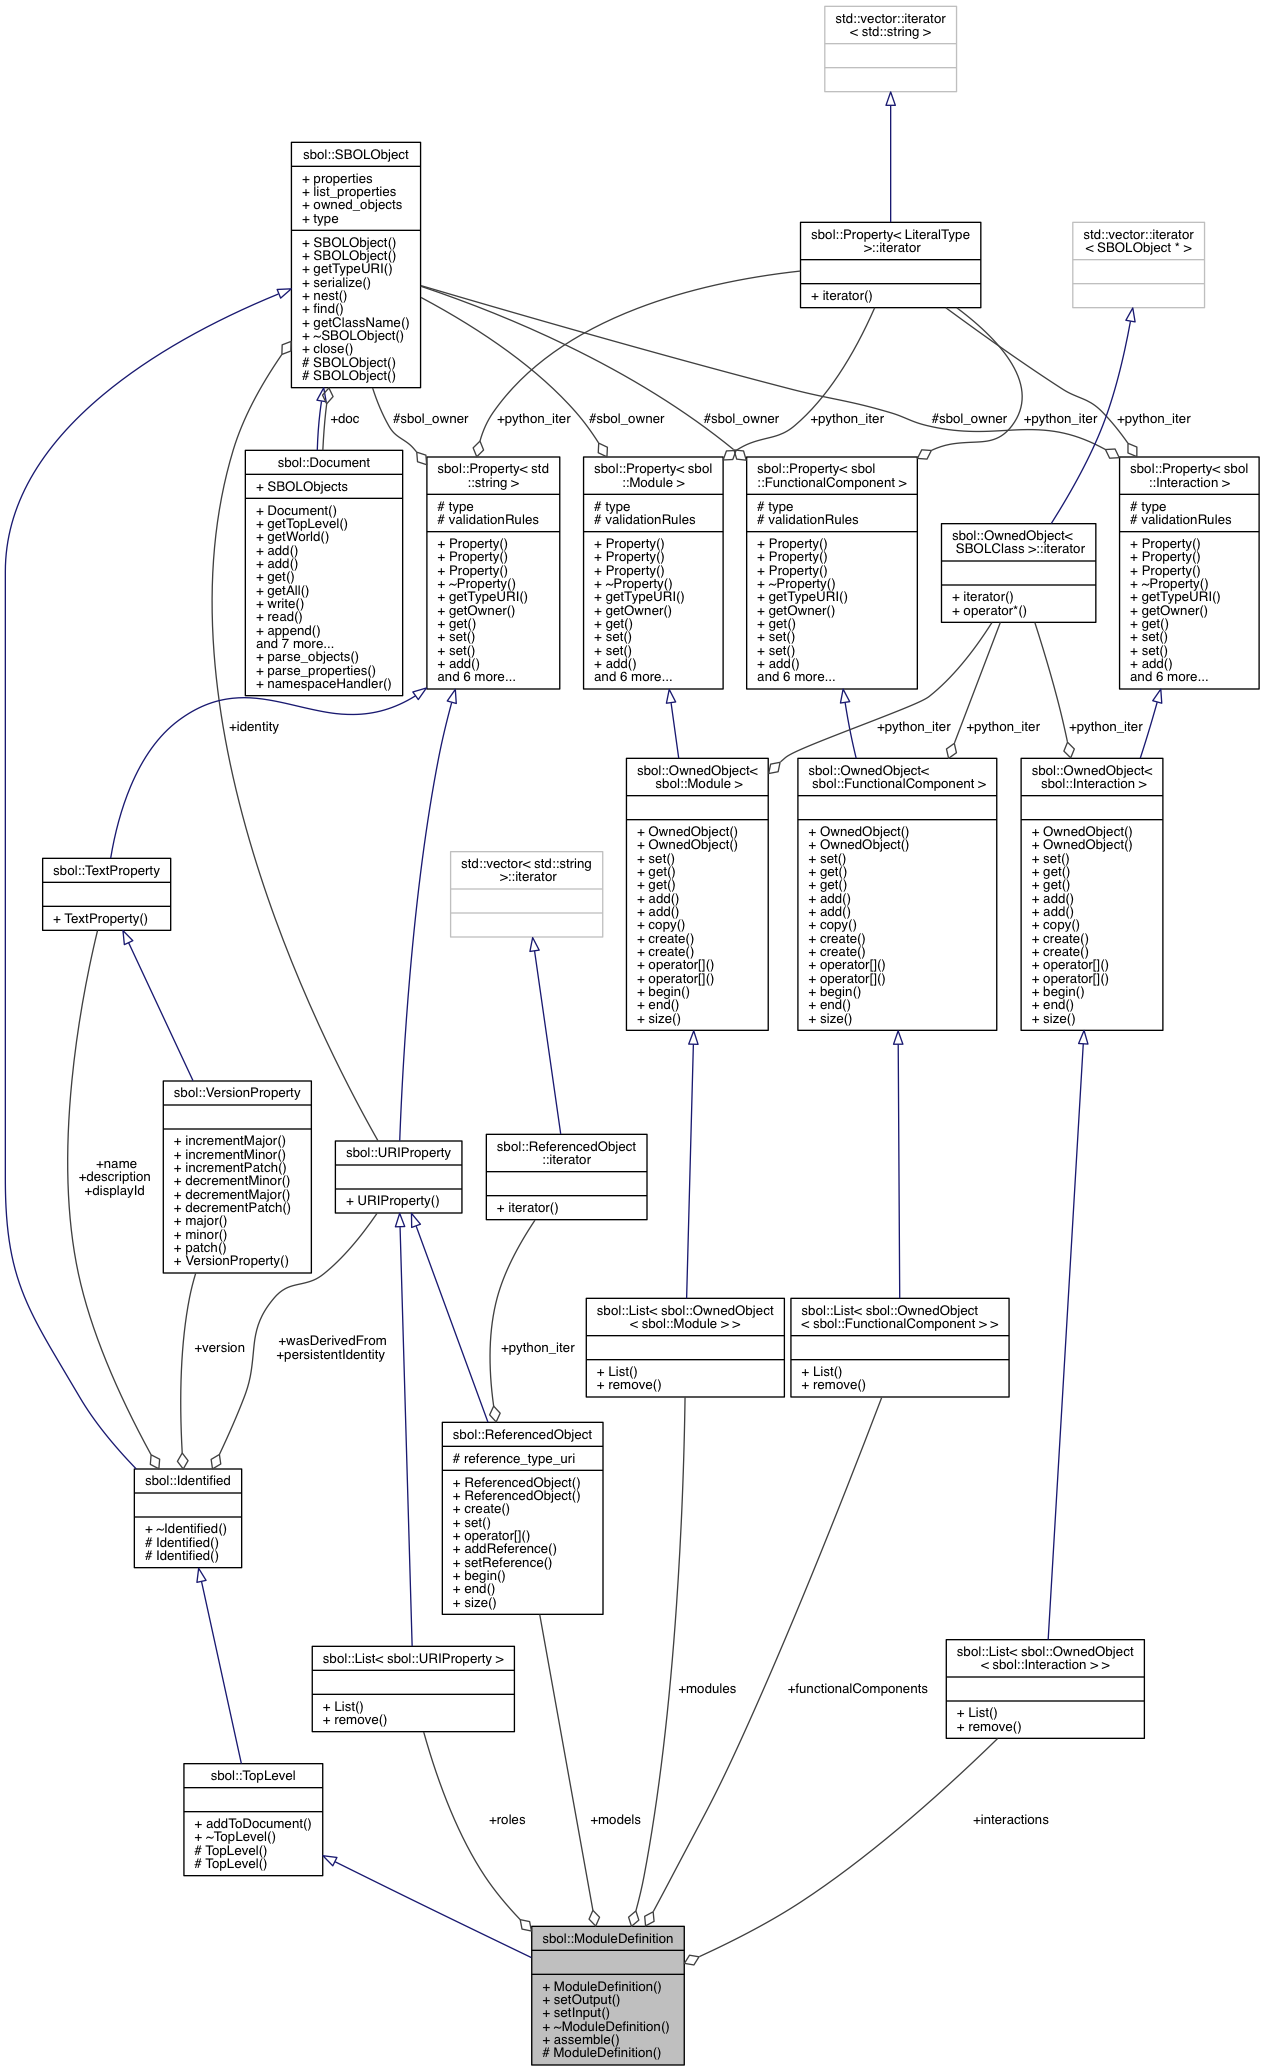 std::vector::iterator
< std::string >
sbol::SBOLObject
+ properties
+ list_properties
+ owned_objects
+ type
+ SBOLObject()
+ SBOLObject()
+ getTypeURI()
+ serialize()
+ nest()
+ find()
+ getClassName()
+ ~SBOLObject()
+ close()
# SBOLObject()
# SBOLObject()
sbol::Property< LiteralType
>::iterator
+ iterator()
std::vector::iterator
< SBOLObject * >
+doc
#sbol_owner
+python_iter
#sbol_owner
+python_iter
#sbol_owner
+python_iter
#sbol_owner
+python_iter
sbol::Document
+ SBOLObjects
+ Document()
+ getTopLevel()
+ getWorld()
+ add()
+ add()
+ get()
+ getAll()
+ write()
+ read()
+ append()
and 7 more...
+ parse_objects()
+ parse_properties()
+ namespaceHandler()
sbol::Property< std
::string >
# type
# validationRules
+ Property()
+ Property()
+ Property()
+ ~Property()
+ getTypeURI()
+ getOwner()
+ get()
+ set()
+ set()
+ add()
and 6 more...
sbol::Property< sbol
::Module >
# type
# validationRules
+ Property()
+ Property()
+ Property()
+ ~Property()
+ getTypeURI()
+ getOwner()
+ get()
+ set()
+ set()
+ add()
and 6 more...
sbol::Property< sbol
::FunctionalComponent >
# type
# validationRules
+ Property()
+ Property()
+ Property()
+ ~Property()
+ getTypeURI()
+ getOwner()
+ get()
+ set()
+ set()
+ add()
and 6 more...
sbol::OwnedObject<
SBOLClass >::iterator
+ iterator()
+ operator*()
sbol::Property< sbol
::Interaction >
# type
# validationRules
+ Property()
+ Property()
+ Property()
+ ~Property()
+ getTypeURI()
+ getOwner()
+ get()
+ set()
+ set()
+ add()
and 6 more...
+identity
+python_iter
+python_iter
+python_iter
sbol::OwnedObject<
sbol::Module >
+ OwnedObject()
+ OwnedObject()
+ set()
+ get()
+ get()
+ add()
+ add()
+ copy()
+ create()
+ create()
+ operator[]()
+ operator[]()
+ begin()
+ end()
+ size()
sbol::OwnedObject<
sbol::FunctionalComponent >
+ OwnedObject()
+ OwnedObject()
+ set()
+ get()
+ get()
+ add()
+ add()
+ copy()
+ create()
+ create()
+ operator[]()
+ operator[]()
+ begin()
+ end()
+ size()
sbol::OwnedObject<
sbol::Interaction >
+ OwnedObject()
+ OwnedObject()
+ set()
+ get()
+ get()
+ add()
+ add()
+ copy()
+ create()
+ create()
+ operator[]()
+ operator[]()
+ begin()
+ end()
+ size()
sbol::TextProperty
+ TextProperty()
std::vector< std::string
>::iterator
sbol::VersionProperty
+ incrementMajor()
+ incrementMinor()
+ incrementPatch()
+ decrementMinor()
+ decrementMajor()
+ decrementPatch()
+ major()
+ minor()
+ patch()
+ VersionProperty()
+name
+description
+displayId
sbol::URIProperty
+ URIProperty()
sbol::ReferencedObject
::iterator
+ iterator()
+version
+wasDerivedFrom
+persistentIdentity
+python_iter
sbol::List< sbol::OwnedObject
< sbol::Module > >
+ List()
+ remove()
sbol::List< sbol::OwnedObject
< sbol::FunctionalComponent > >
+ List()
+ remove()
sbol::Identified
+ ~Identified()
# Identified()
# Identified()
sbol::ReferencedObject
# reference_type_uri
+ ReferencedObject()
+ ReferencedObject()
+ create()
+ set()
+ operator[]()
+ addReference()
+ setReference()
+ begin()
+ end()
+ size()
sbol::List< sbol::URIProperty >
+ List()
+ remove()
sbol::List< sbol::OwnedObject
< sbol::Interaction > >
+ List()
+ remove()
+modules
+functionalComponents
sbol::TopLevel
+ addToDocument()
+ ~TopLevel()
# TopLevel()
# TopLevel()
+roles
+models
+interactions
sbol::ModuleDefinition
+ ModuleDefinition()
+ setOutput()
+ setInput()
+ ~ModuleDefinition()
+ assemble()
# ModuleDefinition()